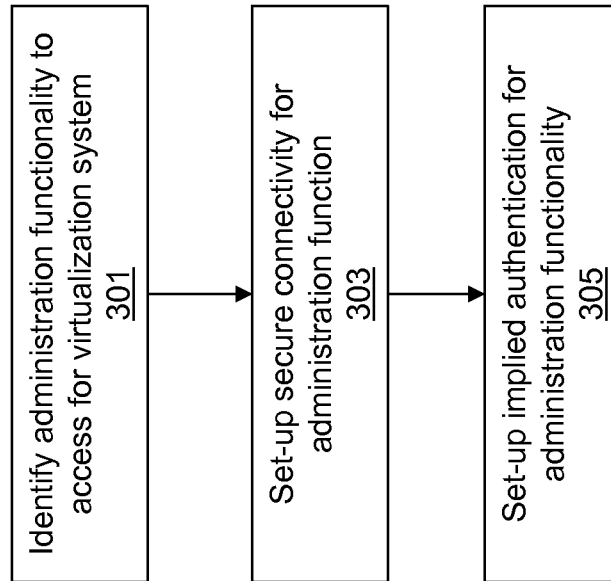 Identify administration functionality to
access for virtualization system
301
Set-up secure connectivity for
administration function
303
Set-up implied authentication for
administration functionality
305